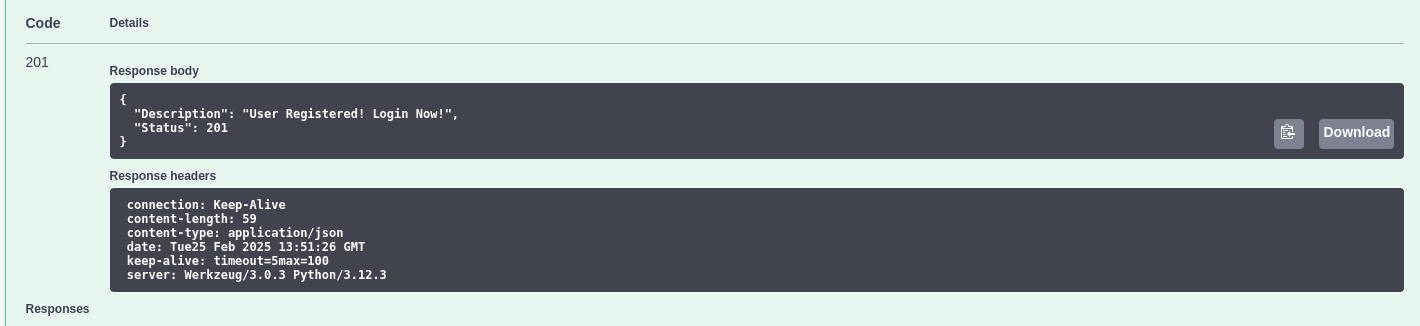 Code Details
201
Response body
{
  "Description": "User Registered! Login Now!",
  "Status": 201
}
Download
Response headers
connection: Keep-Alive
content-length: 59
content-type: application/json
date: Tue25 Feb 2025 13:51:26 GMT
keep-alive: timeout=5max=100
server: Werkzeug/3.0.3 Python/3.12.3
Responses